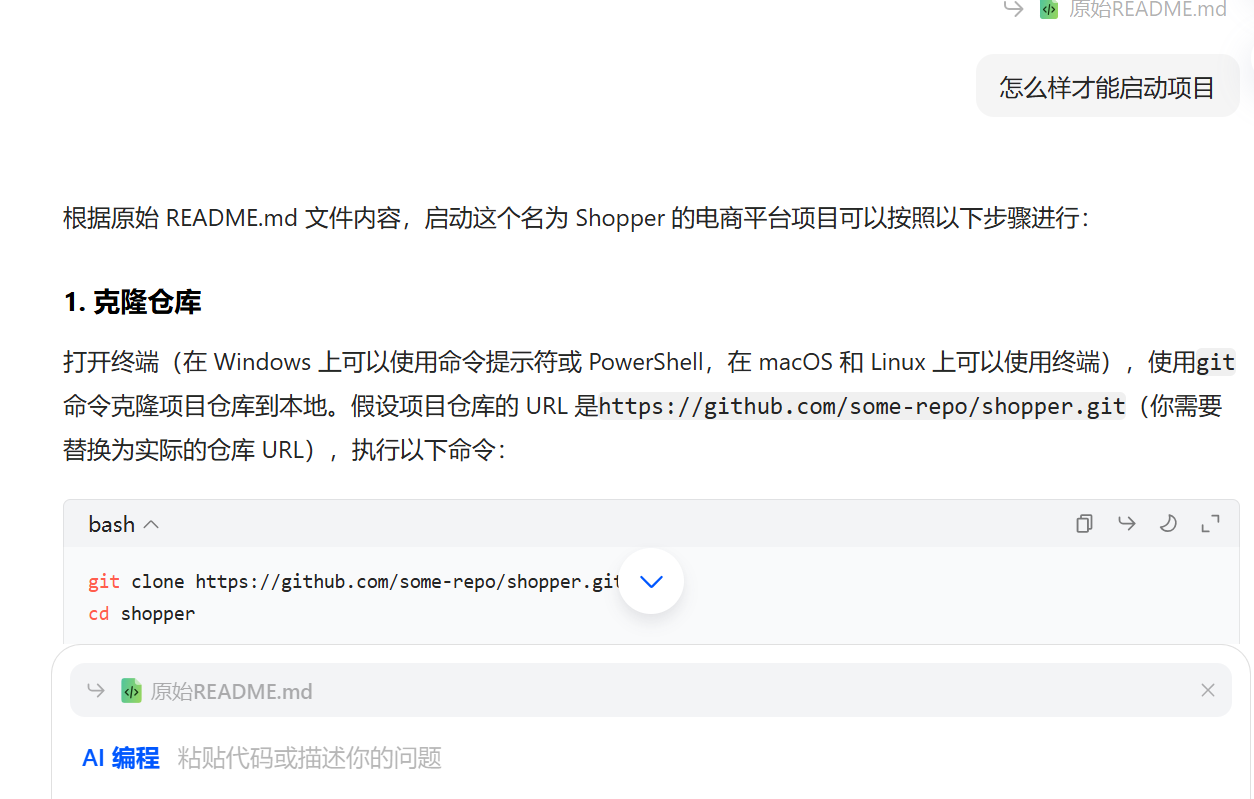 原始README.md
怎么样才能启动项目
根据原始 README.md 文件内容，启动这个名为 Shopper 的电商平台项目可以按照以下步骤进行：
1. 克隆仓库
打开终端（在 Windows 上可以使用命令提示符或 PowerShell，在 macOS 和 Linux 上可以使用终端），使用git
命令克隆项目仓库到本地。假设项目仓库的 URL 是https://github.com/some-repo/shopper.git（你需要
替换为实际的仓库 URL），执行以下命令：
bash
git clone https://github.com/some-repo/shopper.git
cd shopper
原始README.md
AI 编程 粘贴代码或描述你的问题